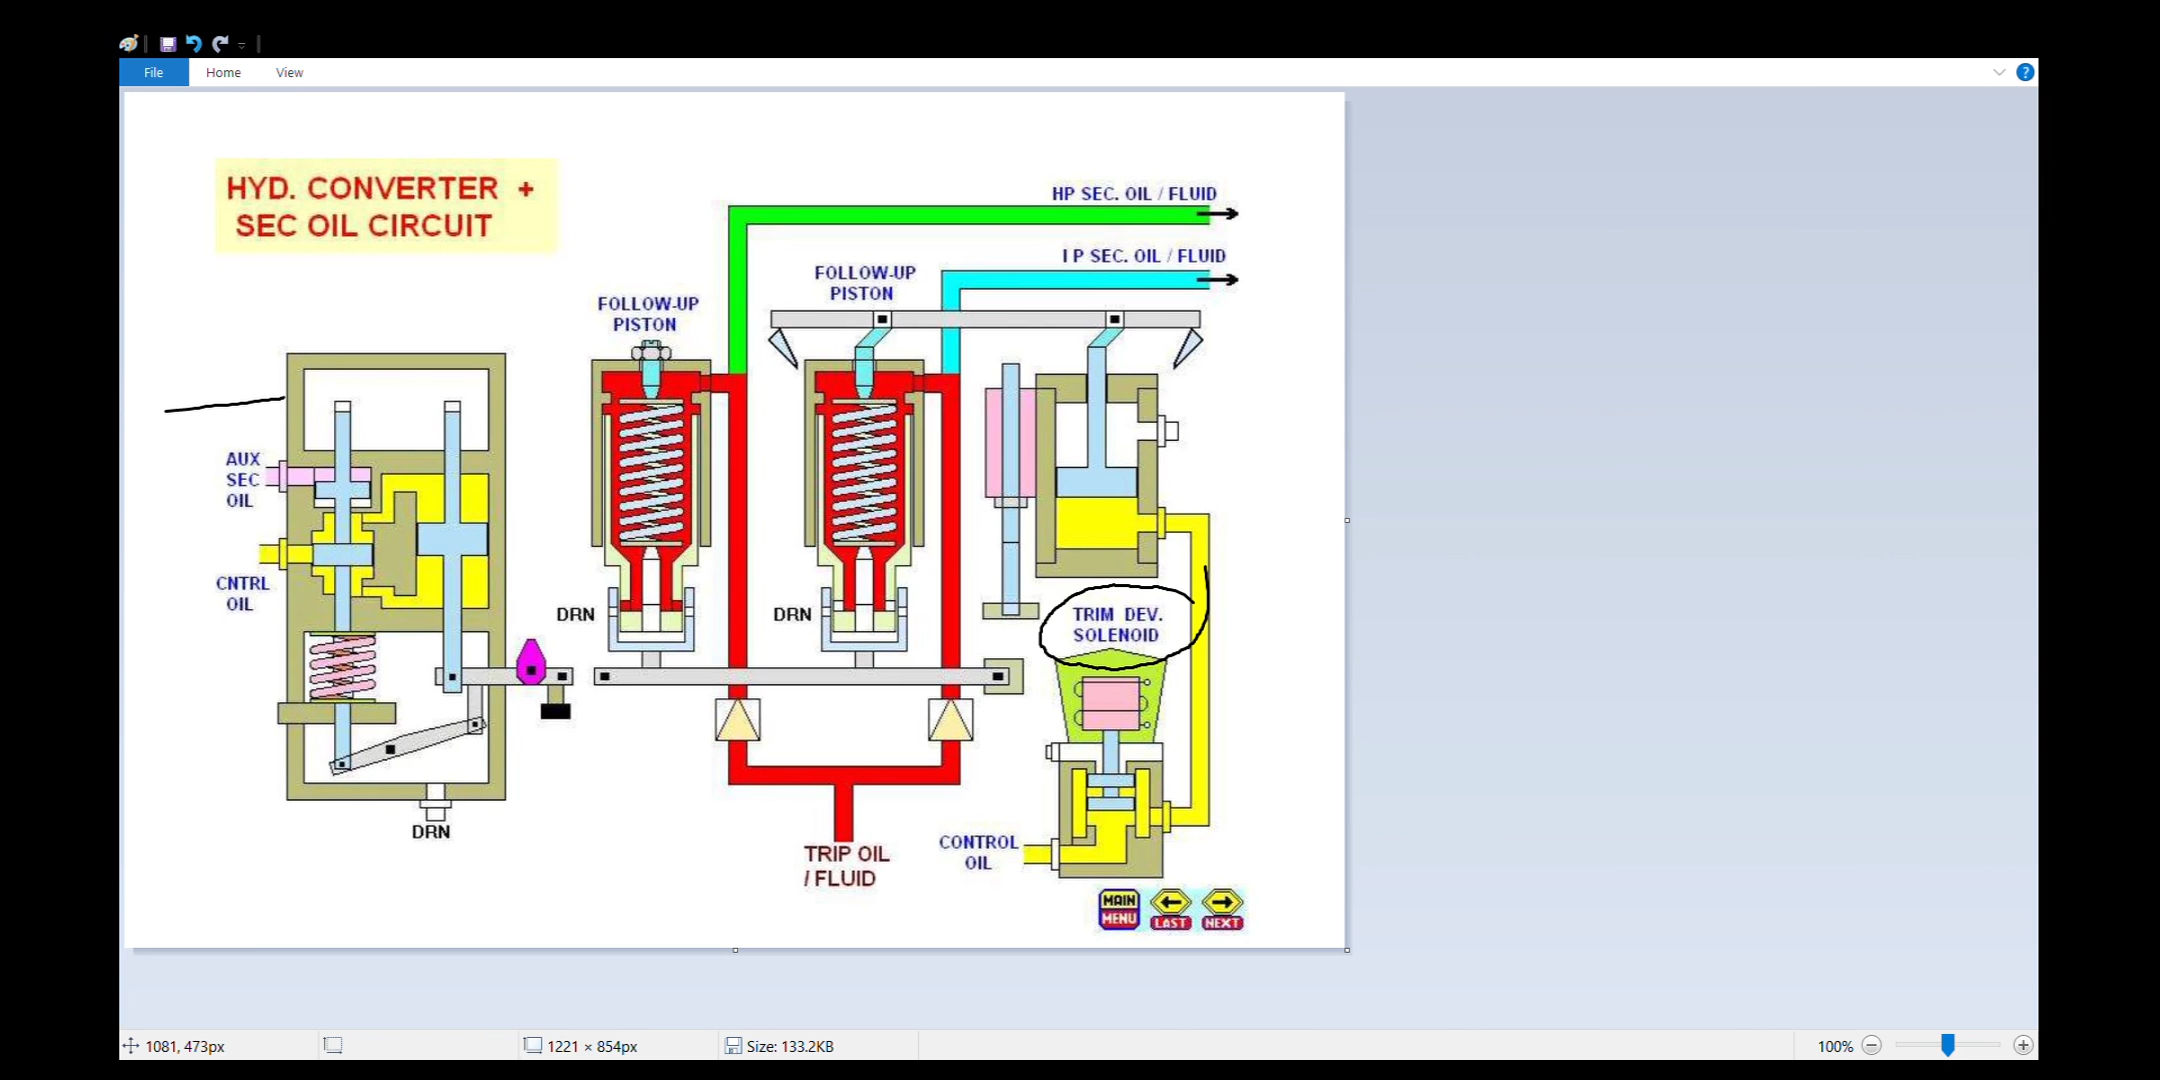 File
Home
View
HYD. CONVERTER +
SEC OIL CIRCUIT
HP SEC. OIL / FLUID
I P SEC. OIL / FLUID
FOLLOW-UP
PISTON
FOLLOW-UP
PISTON
AUX
SEC
OIL
CNTRL
OIL
DRN
DRN
TRIM DEV.
SOLENOID
DRN
TRIP OIL
/ FLUID
CONTROL
OIL
MAIN
MENU
LAST
NEXT
1081, 473px
1221 × 854px
Size: 133.2KB
100%